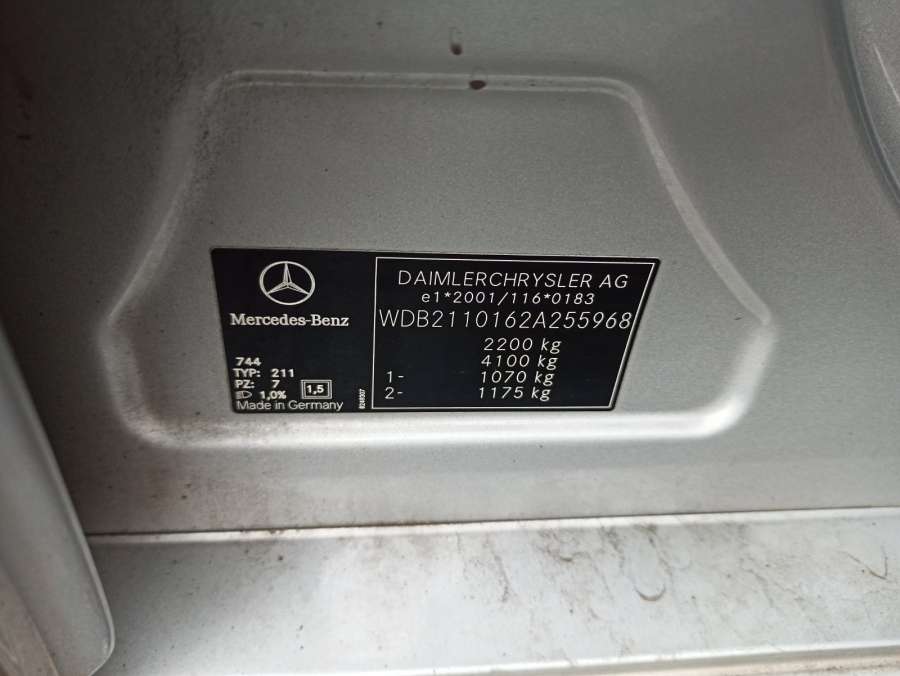 Mercedes-Benz
744
TYP: 211
PZ: 7
1,0% 1,5
Made in Germany
DAIMLERCHRYSLER AG
e1*2001/116*0183
WDB2110162A255968
2200 kg
4100 kg
1- 1070 kg
2- 1175 kg